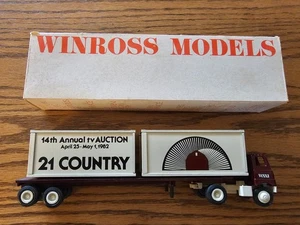 WINROSS MODELS
14th Annual tv AUCTION
April 25 - May 1, 1982
21 COUNTRY